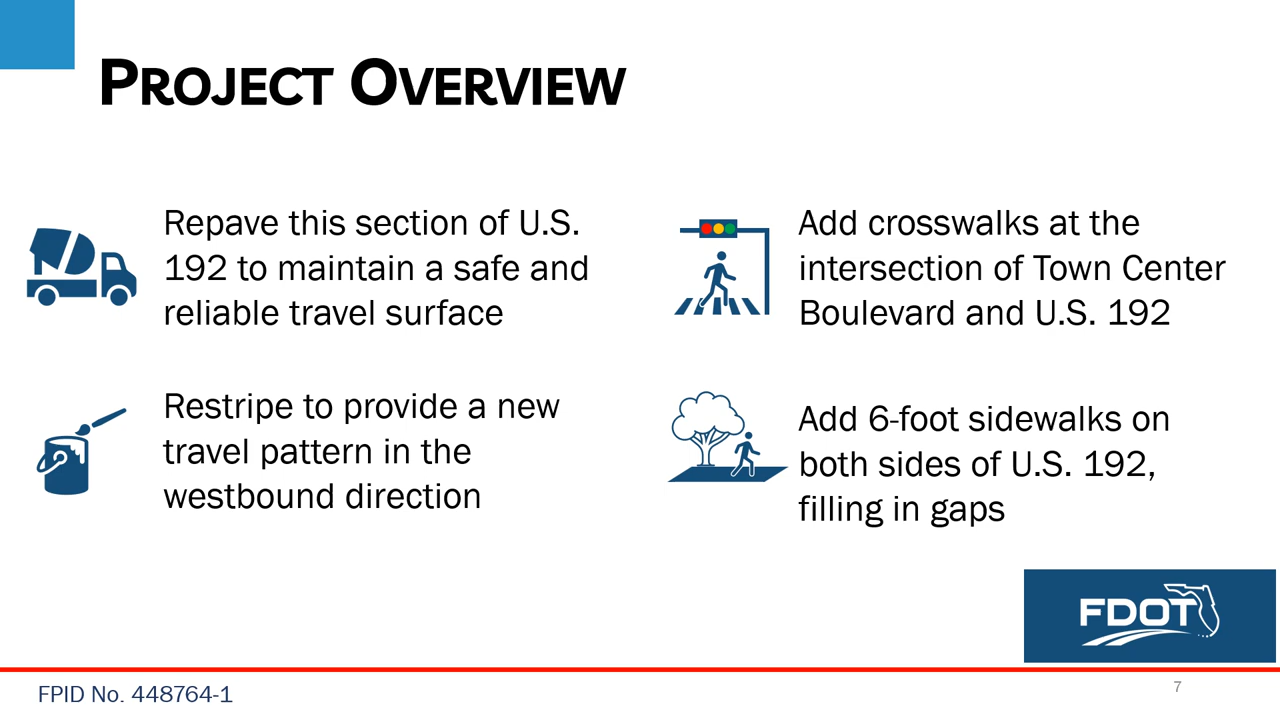 PROJECT OVERVIEW
Repave this section of U.S.
192 to maintain a safe and
reliable travel surface
Restripe to provide a new
travel pattern in the
westbound direction
Add crosswalks at the
intersection of Town Center
Boulevard and U.S. 192
Add 6-foot sidewalks on
both sides of U.S. 192,
filling in gaps
FDOT
FPID No. 448764-1
7